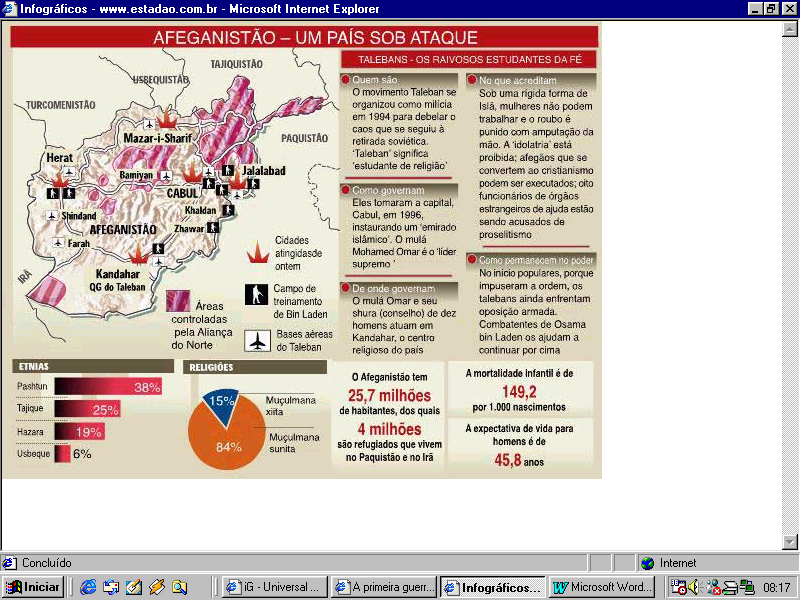 Infográficos - www.estadao.com.br - Microsoft Internet Explorer
AFEGANISTÃO – UM PAÍS SOB ATAQUE
TALEBANS - OS RAIVOSOS ESTUDANTES DA FÉ
TAJIQUISTÃO
USBEQUISTÃO
TURCOMENISTÃO
PAQUISTÃO
Mazar-i-Sharif
Herat
Bamiyan
Jalalabad
CABUL
Shindand
Khaldan
AFEGANISTÃO
Zhawar
Farah
IRÃ
Kandahar
QG do Taleban
Cidades
atingidasde
ontem
Campo de
treinamento
de Bin Laden
Áreas
controladas
pela Aliança
do Norte
Bases aéreas
do Taleban
Quem são
O movimento Taleban se
organizou como milícia
em 1994 para debelar o
caos que se seguiu à
retirada soviética.
‘Taleban’ significa
‘estudante de religião’
Como governam
Eles tomaram a capital,
Cabul, em 1996,
instaurando um ‘emirado
islâmico’. O mulá
Mohamed Omar é o ‘líder
supremo ’
De onde governam
O mulá Omar e seu
shura (conselho) de dez
homens atuam em
Kandahar, o centro
religioso do país
No que acreditam
Sob uma rígida forma de
Islã, mulheres não podem
trabalhar e o roubo é
punido com amputação da
mão. A ‘idolatria’ está
proibida; afegãos que se
convertem ao cristianismo
podem ser executados; oito
funcionários de órgãos
estrangeiros de ajuda estão
sendo acusados de
proselitismo
Como permanecem no poder
No início populares, porque
impuseram a ordem, os
talebans ainda enfrentam
oposição armada.
Combatentes de Osama
bin Laden os ajudam a
continuar por cima
ETNIAS
Pashtun 38%
Tajique 25%
Hazara 19%
Usbeque 6%
RELIGIÕES
15%
Muçulmana
xiita
84%
Muçulmana
sunita
O Afeganistão tem
25,7 milhões
de habitantes, dos quais
4 milhões
são refugiados que vivem
no Paquistão e no Irã
A mortalidade infantil é de
149,2
por 1.000 nascimentos
A expectativa de vida para
homens é de
45,8 anos
Concluído
Internet
Iniciar
iG - Universal ...
A primeira guerr...
Infográficos...
Microsoft Word...
08:17